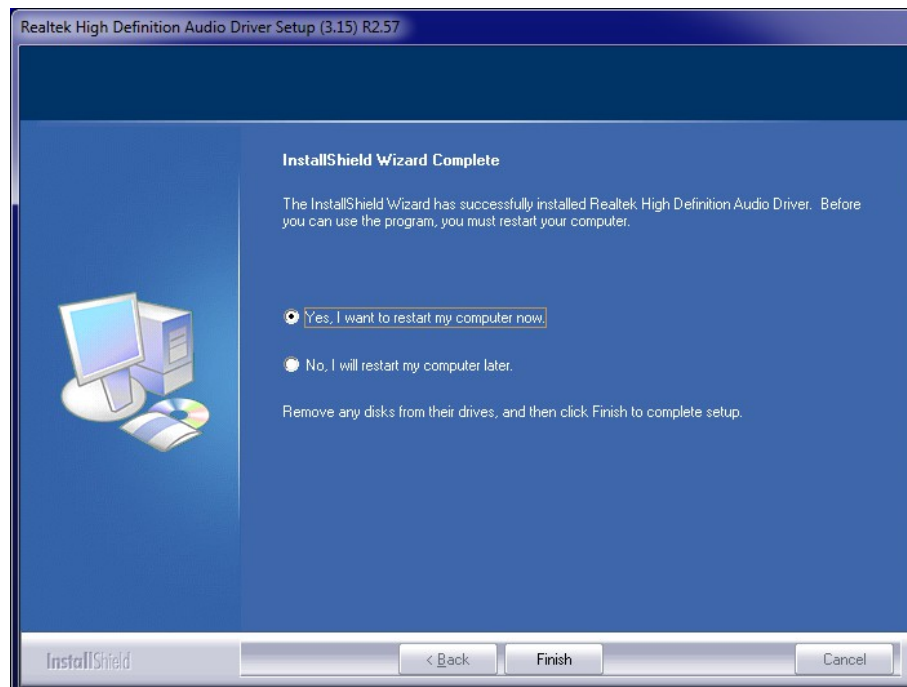 Realtek High Definition Audio Driver Setup (3.15) R2.57
InstallShield Wizard Complete
The InstallShield Wizard has successfully installed Realtek High Definition Audio Driver.  Before
you can use the program, you must restart your computer.
Yes, I want to restart my computer now.
No, I will restart my computer later.
Remove any disks from their drives, and then click Finish to complete setup.
InstallShield
< Back
Finish
Cancel